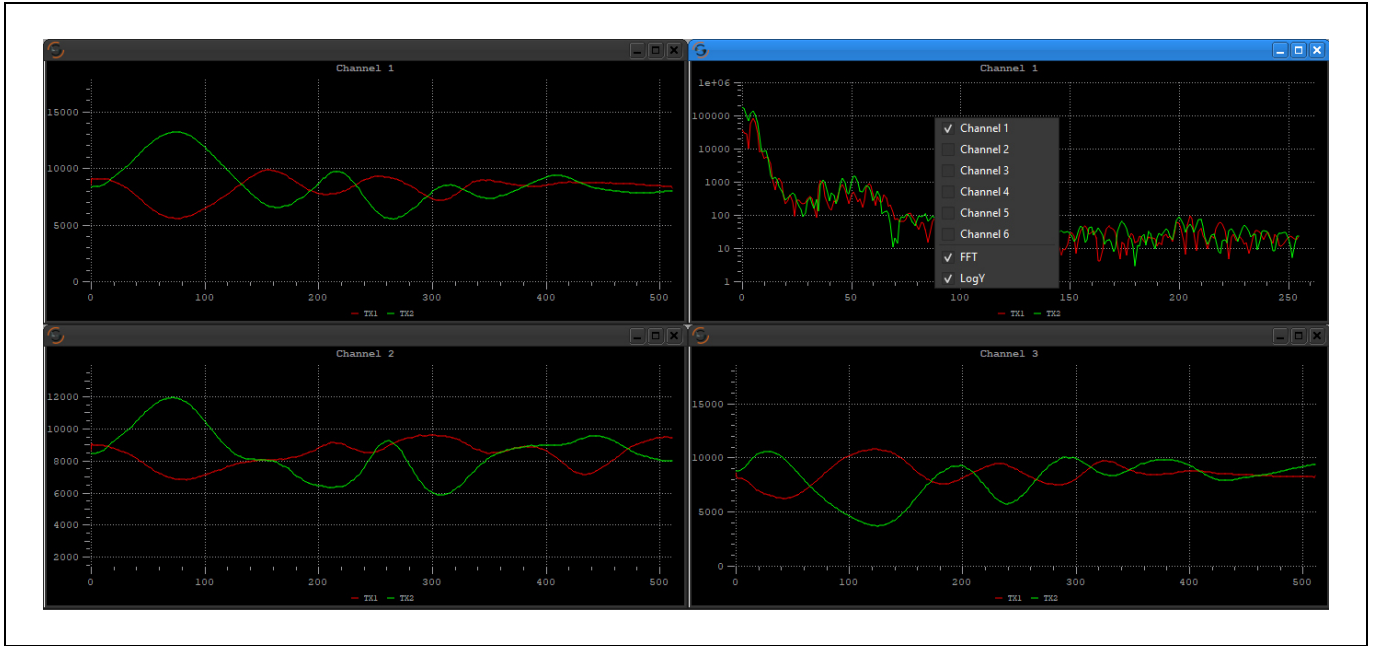 Channel 1
15000
10000
5000
0
0 100 200 300 400 500
TX1 TX2
Channel 1
1e+06
100000
10000
1000
100
10
1
0 50 100 150 200 250
TX1 TX2
Channel 1
Channel 2
Channel 3
Channel 4
Channel 5
Channel 6
FFT
LogY
Channel 2
12000
10000
8000
6000
4000
2000
0 100 200 300 400 500
TX1 TX2
Channel 3
15000
10000
5000
0
0 100 200 300 400 500
TX1 TX2